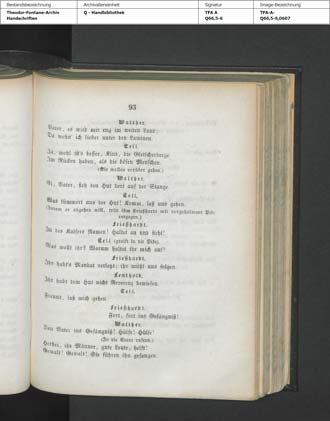 Bestandsbezeichnung
Archivalieneinheit
Signatur
Image-Bezeichnung
Theodor-Fontane-Archiv
Handschriften
Q - Handbibliothek
TFA A
Q66,5-6
TFA-A-
Q66,5-6,0607
93
Walther.
Vater, es wird mir eng im weiten Land;
Da wohn' ich lieber unter den Lawinen.
Tell.
Ja, wohl ist's besser, Kind, die Gletscherberge
Im Rücken haben, als die bösen Menschen.
(Sie wollen vorüber gehen.)
Walther.
Ei, Vater, sieh den Hut dort auf der Stange.
Tell.
Was kümmert uns der Hut! Komm, laß uns gehen.
(Indem er abgehen will, tritt ihm Frießhardt mit vorgehaltener Pike
entgegen.)
Frießhardt.
In des Kaisers Namen! Haltet an und steht!
Tell (greift in die Pike).
Was wollt ihr? Warum haltet ihr mich auf?
Frießhardt.
Ihr habt's Mandat verletzt; ihr müßt uns folgen.
Leuthold.
Ihr habt dem Hut nicht Reverenz bewiesen.
Tell.
Freund, laß mich gehen.
Frießhardt.
Fort, fort ins Gefängniß!
Walther.
Den Vater ins Gefängniß! Hülfe! Hülfe!
(In die Scene rufend.)
Herbei, ihr Männer, gute Leute, helft!
Gewalt! Gewalt! Sie führen ihn gefangen.